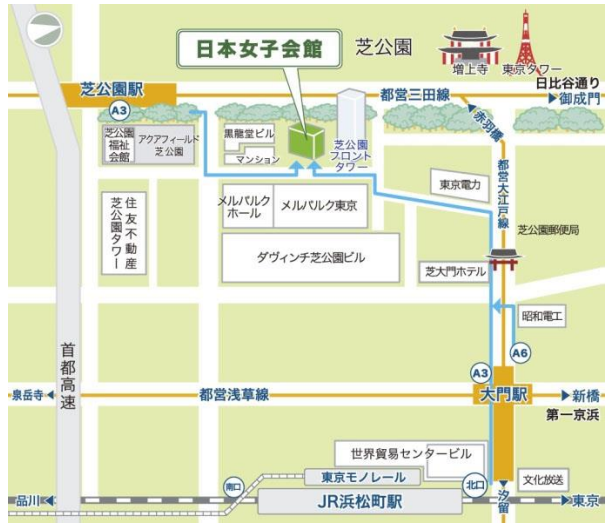 日本女子会館
芝公園
増上寺
東京タワー
日比谷通り
芝公園駅
都営三田線
御成門
A3
赤羽橋
芝公園
福祉
会館
アクアフィールド
芝公園
黒龍堂ビル
マンション
芝公園
フロント
タワー
都営大江戸線
東京電力
住友不動産
芝公園タワー
メルパルク
ホール
メルパルク東京
芝公園郵便局
ダヴィンチ芝公園ビル
芝大門ホテル
昭和電工
首都高速
A6
A3
泉岳寺
都営浅草線
大門駅
新橋
第一京浜
世界貿易センタービル
東京モノレール
南口
北口
文化放送
品川
JR浜松町駅
汐留
東京